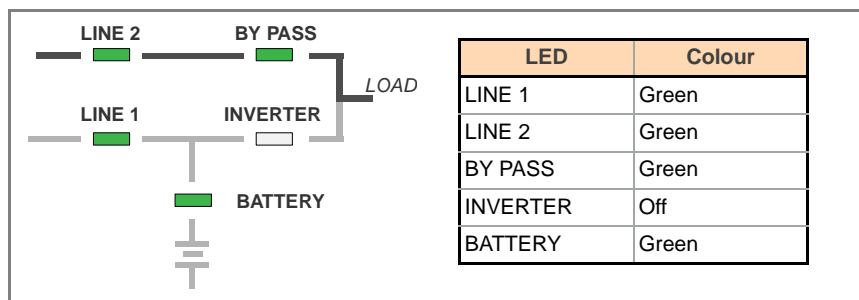 LINE 2 BY PASS
LOAD
LINE 1 INVERTER
BATTERY
LED Colour
LINE 1 Green
LINE 2 Green
BY PASS Green
INVERTER Off
BATTERY Green